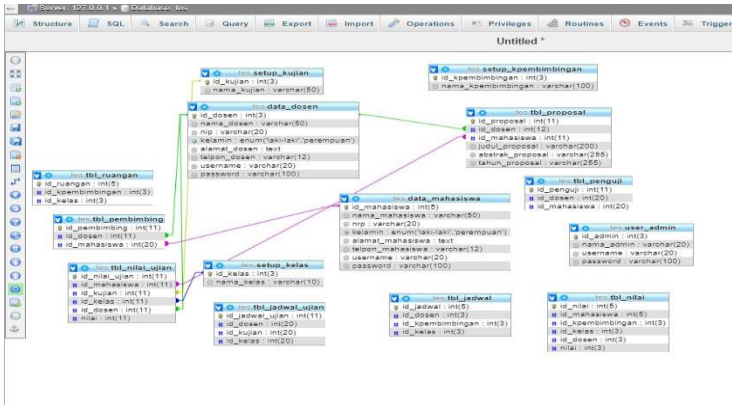 Server: 127.0.0.1 » Database: tes
Structure SQL Search Query Export Import Operations Privileges Routines Events Trigger
Untitled *
tes setup_kujian
id_kujian : int(3)
nama_kujian : varchar(50)
tes setup_kpembimbingan
id_kpembimbingan : int(3)
nama_kpembimbingan : varchar(100)
tes data_dosen
id_dosen : int(3)
nama_dosen : varchar(50)
nip : varchar(20)
kelamin : enum('laki-laki','perempuan')
alamat_dosen : text
telpon_dosen : varchar(12)
username : varchar(20)
password : varchar(100)
tes tbl_proposal
id_proposal : int(11)
id_dosen : int(12)
id_mahasiswa : int(11)
judul_proposal : varchar(200)
abstrak_proposal : varchar(255)
tahun_proposal : varchar(255)
tes tbl_ruangan
id_ruangan : int(5)
id_kpembimbingan : int(3)
id_kelas : int(3)
tes tbl_penguji
id_penguji : int(11)
id_dosen : int(20)
id_mahasiswa : int(20)
tes data_mahasiswa
id_mahasiswa : int(5)
nama_mahasiswa : varchar(50)
nrp : varchar(20)
kelamin : enum('laki-laki','perempuan')
alamat_mahasiswa : text
telpon_mahasiswa : varchar(12)
username : varchar(20)
password : varchar(100)
tes tbl_pembimbing
id_pembimbing : int(11)
id_dosen : int(11)
id_mahasiswa : int(20)
tes user_admin
id_admin : int(3)
nama_admin : varchar(20)
username : varchar(20)
password : varchar(100)
tes tbl_nilai_ujian
id_nilai_ujian : int(11)
id_mahasiswa : int(11)
id_kujian : int(11)
id_kelas : int(11)
id_dosen : int(11)
nilai : int(11)
tes setup_kelas
id_kelas : int(3)
nama_kelas : varchar(10)
tes tbl_jadwal_ujian
id_jadwal_ujian : int(11)
id_dosen : int(20)
id_kujian : int(20)
id_kelas : int(20)
tes tbl_jadwal
id_jadwal : int(5)
id_dosen : int(3)
id_kpembimbingan : int(3)
id_kelas : int(3)
tes tbl_nilai
id_nilai : int(5)
id_mahasiswa : int(5)
id_kpembimbingan : int(3)
id_kelas : int(3)
id_dosen : int(3)
nilai : int(3)